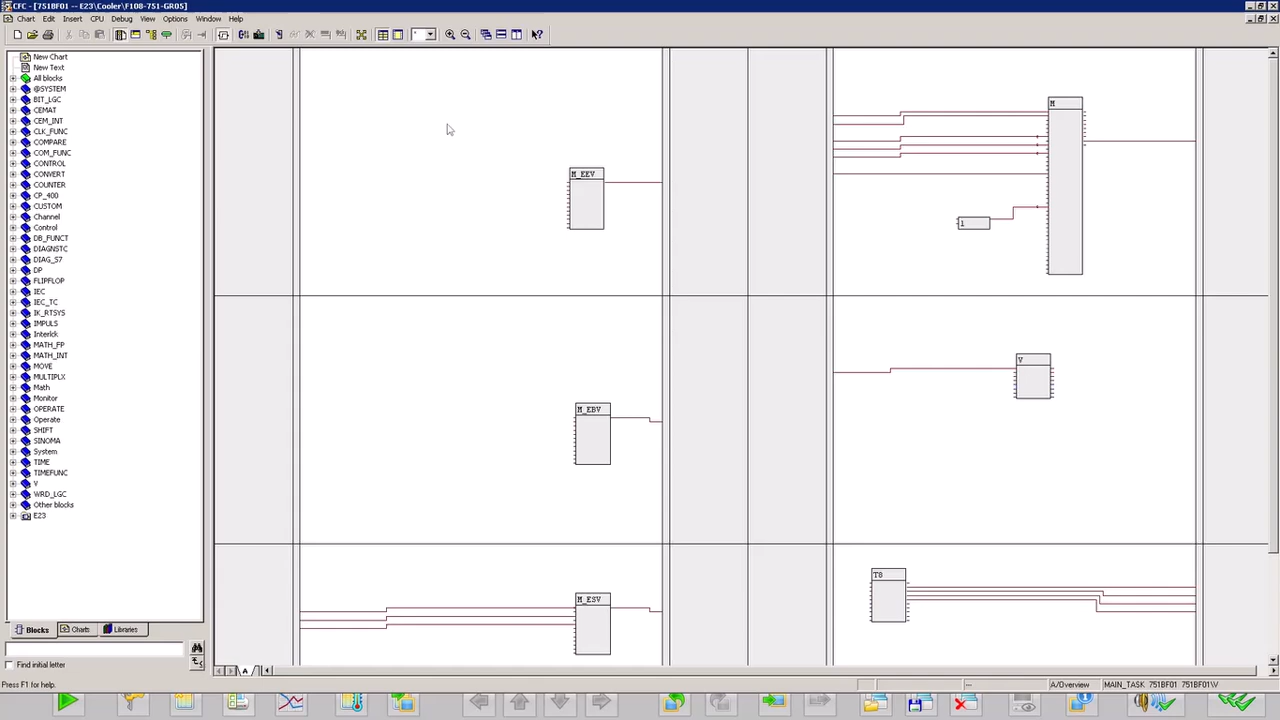 CFC - [751BF01 -- E23\Cooler\F108-751-GR05]
Chart Edit Insert CPU Debug View Options Window Help
New Chart
New Text
All blocks
@SYSTEM
BIT_LGC
CEMAT
CEM_INT
CLK_FUNC
COMPARE
COM_FUNC
CONTROL
CONVERT
COUNTER
CP_400
CUSTOM
Channel
Control
DB_FUNCT
DIAGNSTC
DIAG_S7
DP
FLIPFLOP
IEC
IEC_TC
IK_RTSYS
IMPULS
Interlck
MATH_FP
MATH_INT
MOVE
MULTIPLX
Math
Monitor
OPERATE
Operate
SHIFT
SINOMA
System
TIME
TIMEFUNC
V
WRD_LGC
Other blocks
E23
Blocks Charts Libraries
Find initial letter
M_EEV
M
1
M_EBV
V
M_ESV
TS
A
Press F1 for help.
-- A/Overview MAIN_TASK 751BF01 751BF01\V